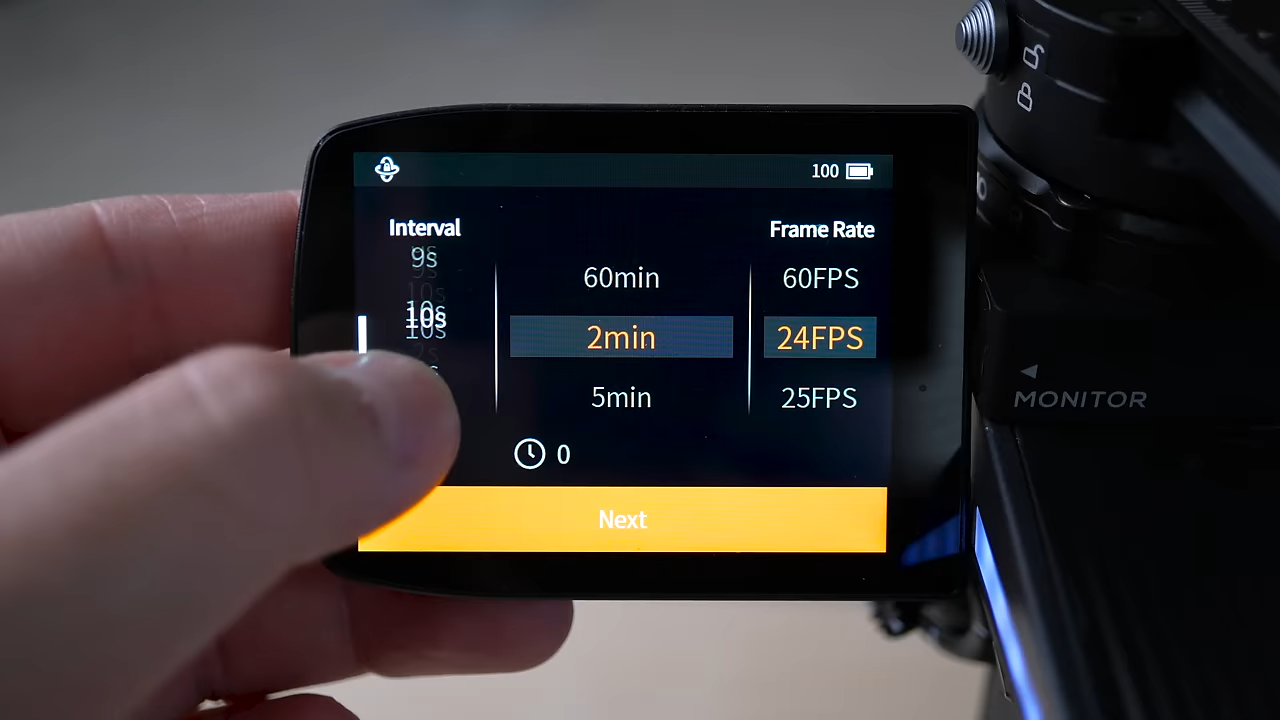 100
Interval
Frame Rate
9s
60min
60FPS
10s
2min
24FPS
5min
25FPS
0
Next
MONITOR